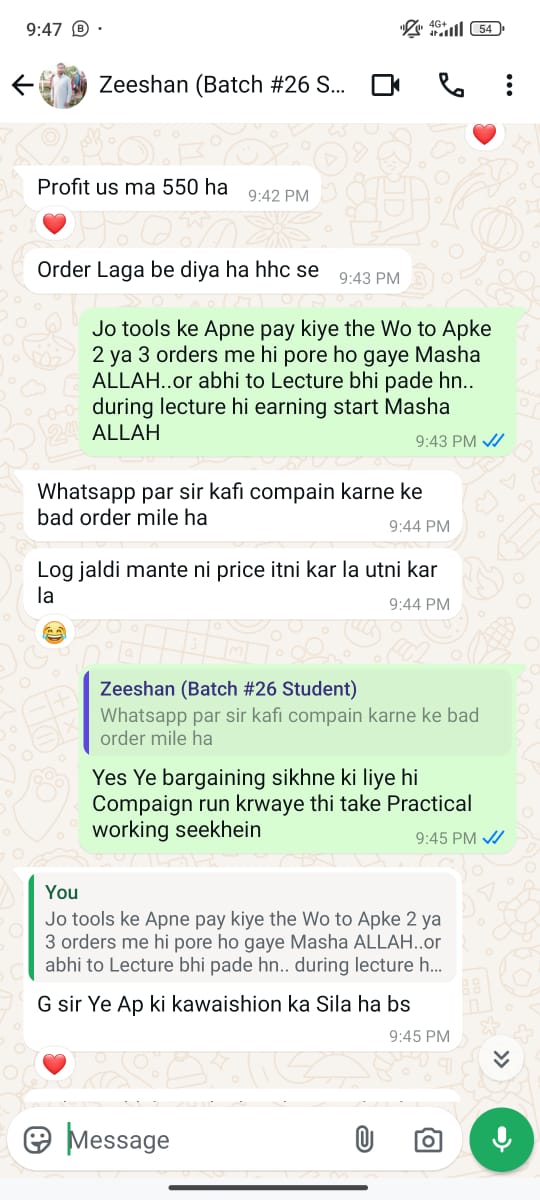 9:47
4G+
54
Zeeshan (Batch #26 S...
Profit us ma 550 ha
9:42 PM
Order Laga be diya ha hhc se
9:43 PM
Jo tools ke Apne pay kiye the Wo to Apke
2 ya 3 orders me hi pore ho gaye Masha
ALLAH..or abhi to Lecture bhi pade hn..
during lecture hi earning start Masha
ALLAH
9:43 PM
Whatsapp par sir kafi compain karne ke
bad order mile ha
9:44 PM
Log jaldi mante ni price itni kar la utni kar
la
9:44 PM
Zeeshan (Batch #26 Student)
Whatsapp par sir kafi compain karne ke bad
order mile ha
Yes Ye bargaining sikhne ki liye hi
Compaign run krwaye thi take Practical
working seekhein
9:45 PM
You
Jo tools ke Apne pay kiye the Wo to Apke 2 ya
3 orders me hi pore ho gaye Masha ALLAH..or
abhi to Lecture bhi pade hn.. during lecture h...
G sir Ye Ap ki kawaishion ka Sila ha bs
9:45 PM
Message